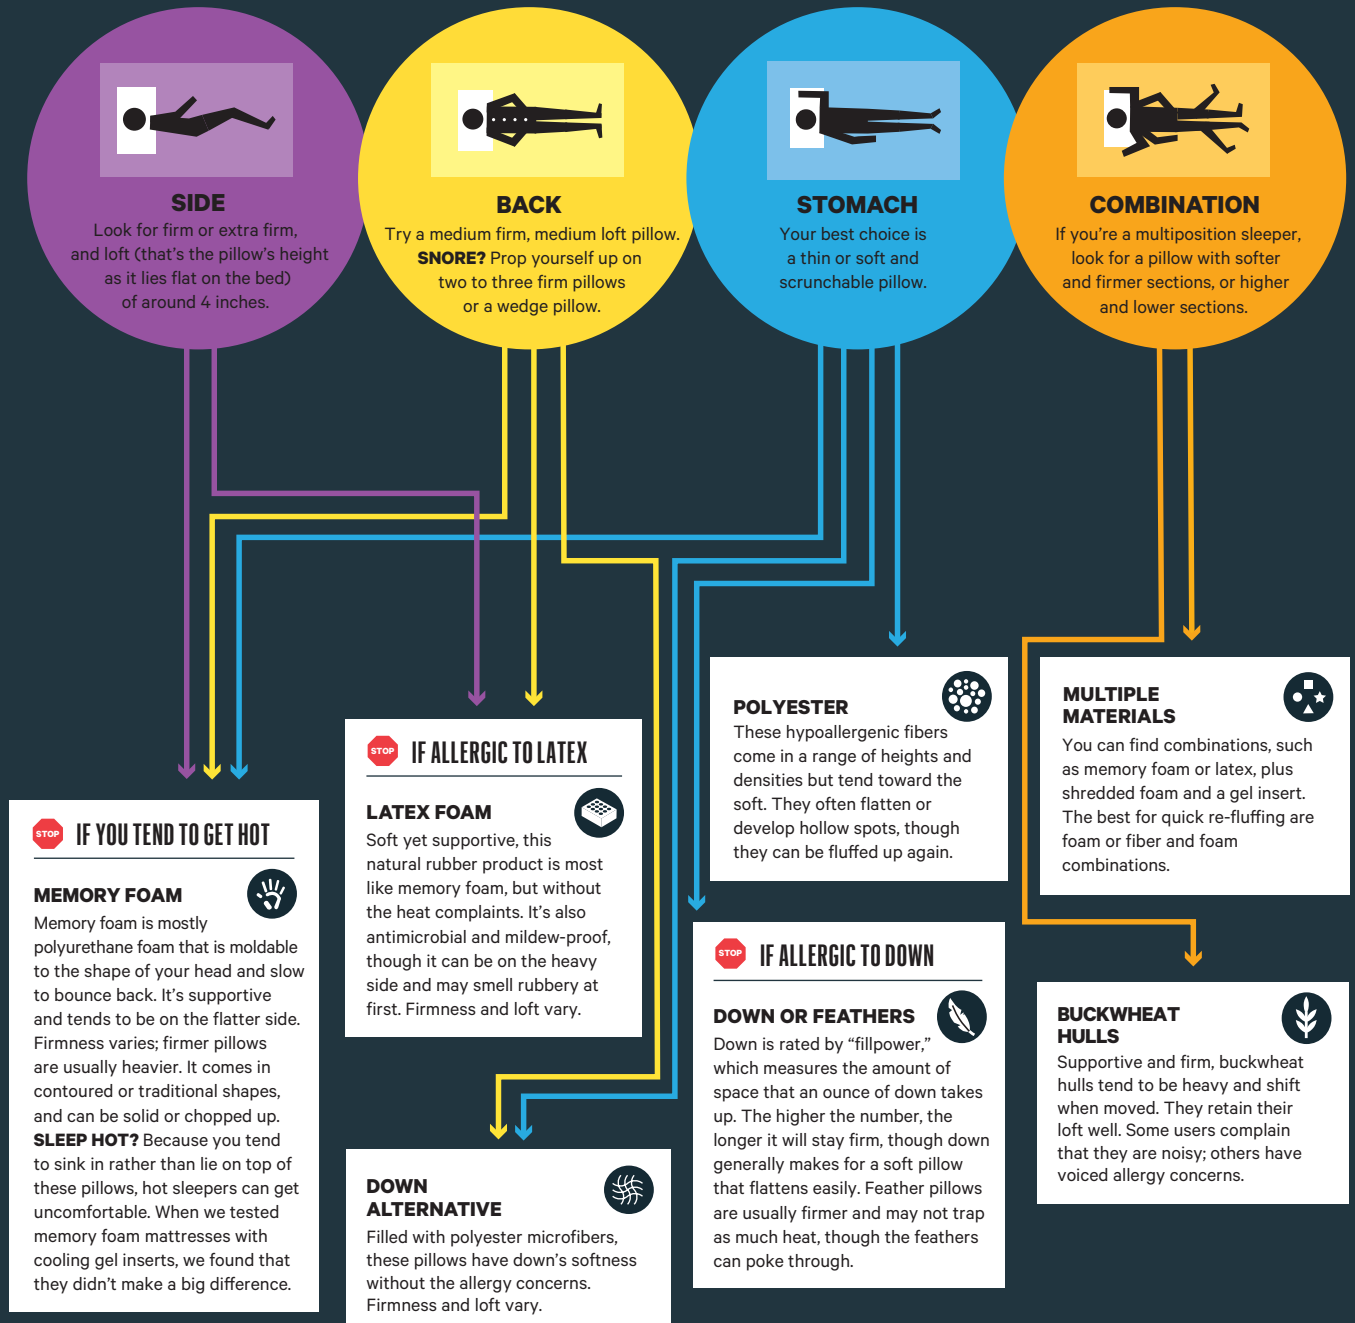 SIDE
Look for firm or extra firm,
and loft (that's the pillow's height
as it lies flat on the bed)
of around 4 inches.
BACK
Try a medium firm, medium loft pillow.
SNORE? Prop yourself up on
two to three firm pillows
or a wedge pillow.
STOMACH
Your best choice is
a thin or soft and
scrunchable pillow.
COMBINATION
If you're a multiposition sleeper,
look for a pillow with softer
and firmer sections, or higher
and lower sections.
STOP IF YOU TEND TO GET HOT
MEMORY FOAM
Memory foam is mostly
polyurethane foam that is moldable
to the shape of your head and slow
to bounce back. It's supportive
and tends to be on the flatter side.
Firmness varies; firmer pillows
are usually heavier. It comes in
contoured or traditional shapes,
and can be solid or chopped up.
SLEEP HOT? Because you tend
to sink in rather than lie on top of
these pillows, hot sleepers can get
uncomfortable. When we tested
memory foam mattresses with
cooling gel inserts, we found that
they didn't make a big difference.
STOP IF ALLERGIC TO LATEX
LATEX FOAM
Soft yet supportive, this
natural rubber product is most
like memory foam, but without
the heat complaints. It's also
antimicrobial and mildew-proof,
though it can be on the heavy
side and may smell rubbery at
first. Firmness and loft vary.
DOWN
ALTERNATIVE
Filled with polyester microfibers,
these pillows have down's softness
without the allergy concerns.
Firmness and loft vary.
POLYESTER
These hypoallergenic fibers
come in a range of heights and
densities but tend toward the
soft. They often flatten or
develop hollow spots, though
they can be fluffed up again.
STOP IF ALLERGIC TO DOWN
DOWN OR FEATHERS
Down is rated by “fillpower,”
which measures the amount of
space that an ounce of down takes
up. The higher the number, the
longer it will stay firm, though down
generally makes for a soft pillow
that flattens easily. Feather pillows
are usually firmer and may not trap
as much heat, though the feathers
can poke through.
MULTIPLE
MATERIALS
You can find combinations, such
as memory foam or latex, plus
shredded foam and a gel insert.
The best for quick re-fluffing are
foam or fiber and foam
combinations.
BUCKWHEAT
HULLS
Supportive and firm, buckwheat
hulls tend to be heavy and shift
when moved. They retain their
loft well. Some users complain
that they are noisy; others have
voiced allergy concerns.